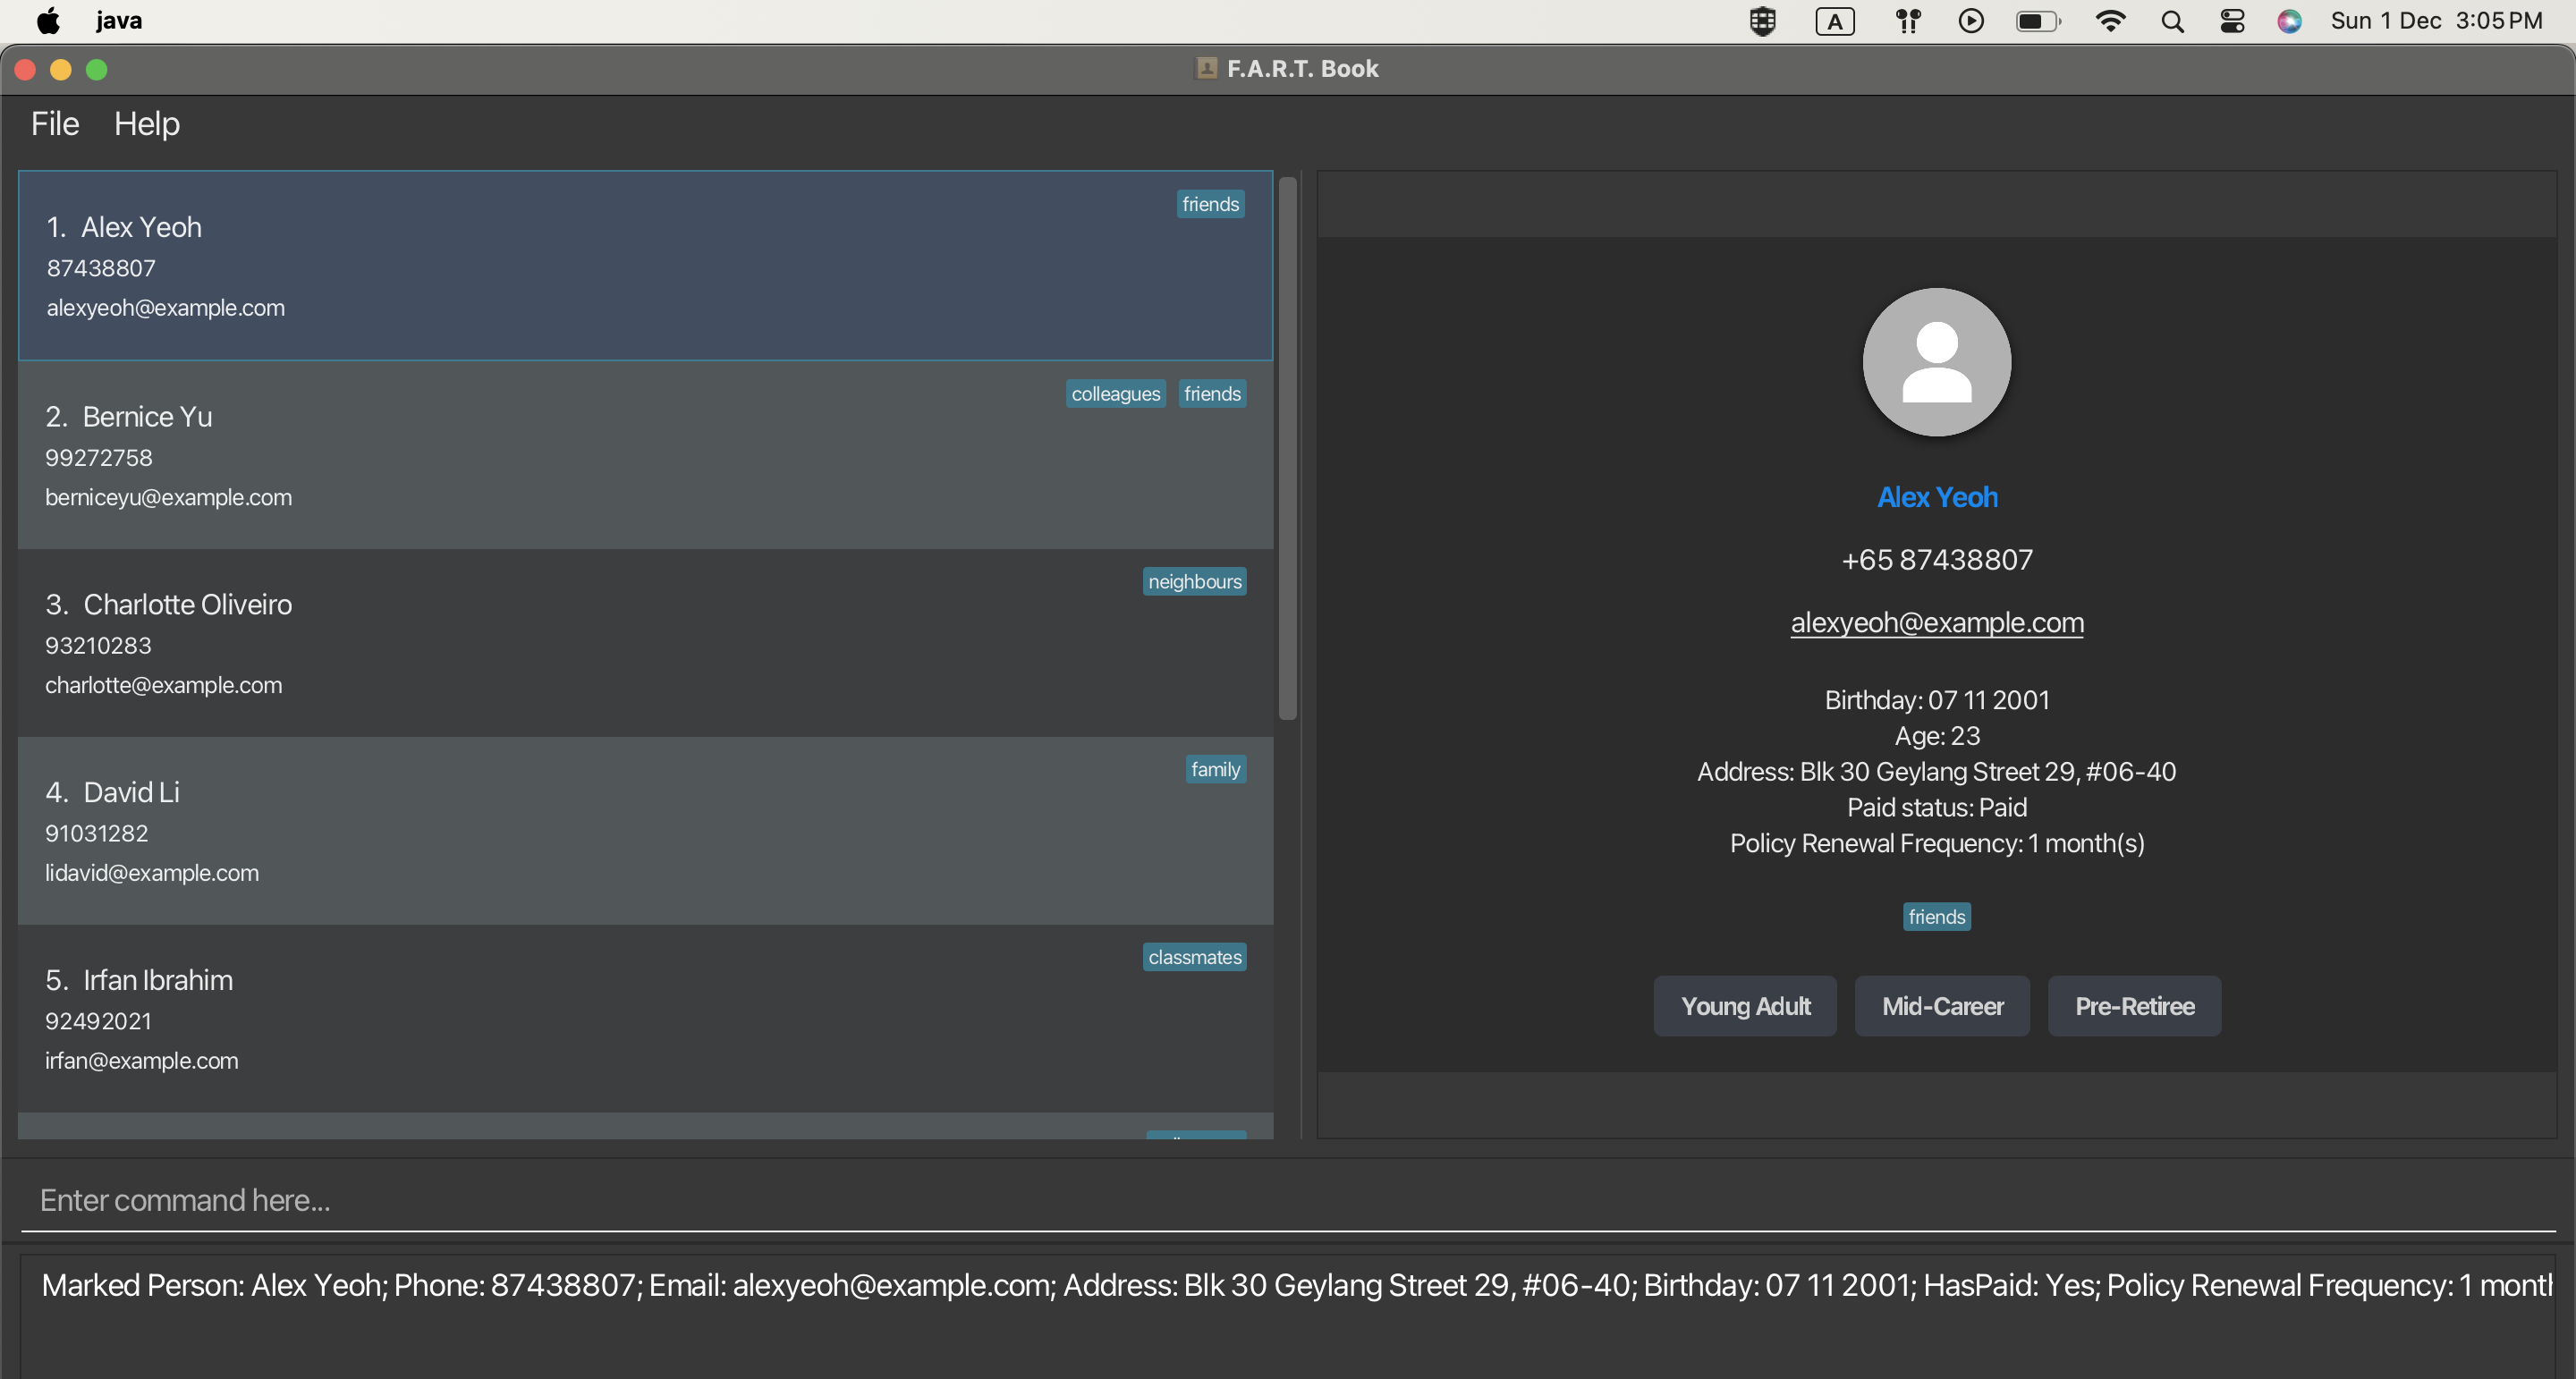 java
A
Sun 1 Dec 3:05 PM
F.A.R.T. Book
File Help
friends
1. Alex Yeoh
87438807
alexyeoh@example.com
colleagues friends
2. Bernice Yu
99272758
berniceyu@example.com
neighbours
3. Charlotte Oliveiro
93210283
charlotte@example.com
family
4. David Li
91031282
lidavid@example.com
classmates
5. Irfan Ibrahim
92492021
irfan@example.com
Alex Yeoh
+65 87438807
alexyeoh@example.com
Birthday: 07 11 2001
Age: 23
Address: Blk 30 Geylang Street 29, #06-40
Paid status: Paid
Policy Renewal Frequency: 1 month(s)
friends
Young Adult Mid-Career Pre-Retiree
Enter command here...
Marked Person: Alex Yeoh; Phone: 87438807; Email: alexyeoh@example.com; Address: Blk 30 Geylang Street 29, #06-40; Birthday: 07 11 2001; HasPaid: Yes; Policy Renewal Frequency: 1 month